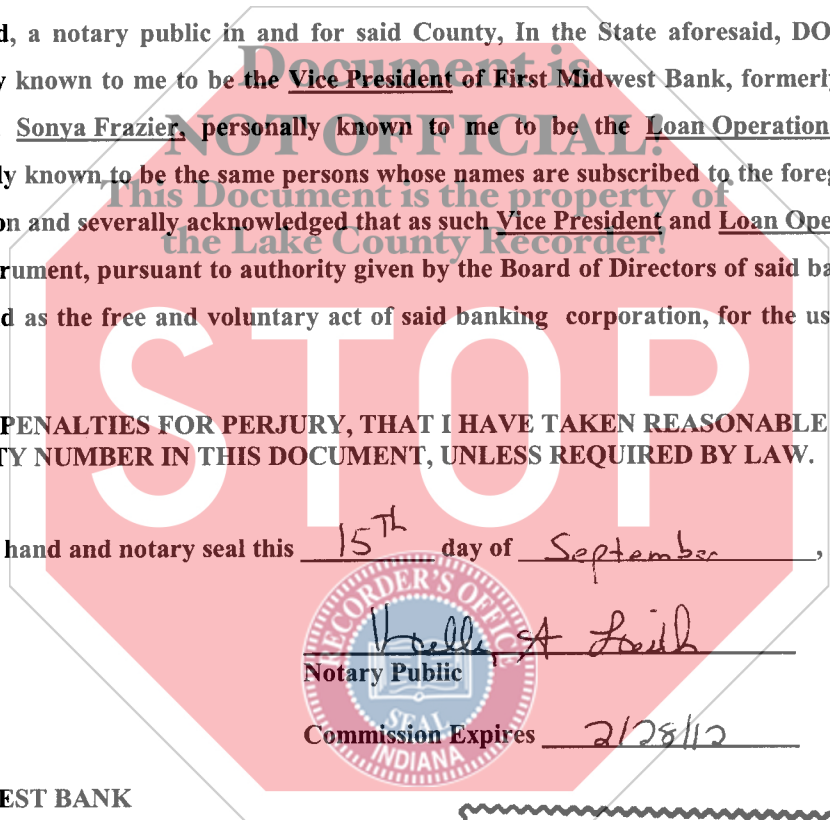 d, a notary public in and for said County, In the State aforesaid, DO
y known to me to be the Vice President of First Midwest Bank, formerly
Document is
Sonya Frazier, personally known to me to be the Loan Operation
NOT OFFICIAL!
ly known to be the same persons whose names are subscribed to the foreg
This Document is the property of
on and severally acknowledged that as such Vice President and Loan Ope
the Lake County Recorder!
rument, pursuant to authority given by the Board of Directors of said ba
d as the free and voluntary act of said banking corporation, for the us
STOP
PENALTIES FOR PERJURY, THAT I HAVE TAKEN REASONABLE
TY NUMBER IN THIS DOCUMENT, UNLESS REQUIRED BY LAW.
hand and notary seal this 15Th day of September,
RECORDER'S OFFICE
Notary Public
SEAL
Commission Expires 2/28/12
INDIANA
EST BANK